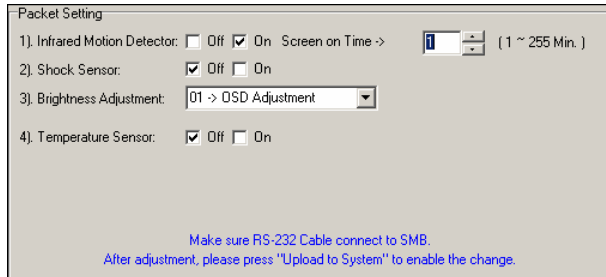 Packet Setting
1). Infrared Motion Detector: Off On Screen on Time -> 1 ( 1 ~ 255 Min. )
2). Shock Sensor: Off On
3). Brightness Adjustment: 01 -> OSD Adjustment
4). Temperature Sensor: Off On
Make sure RS-232 Cable connect to SMB.
After adjustment, please press "Upload to System" to enable the change.